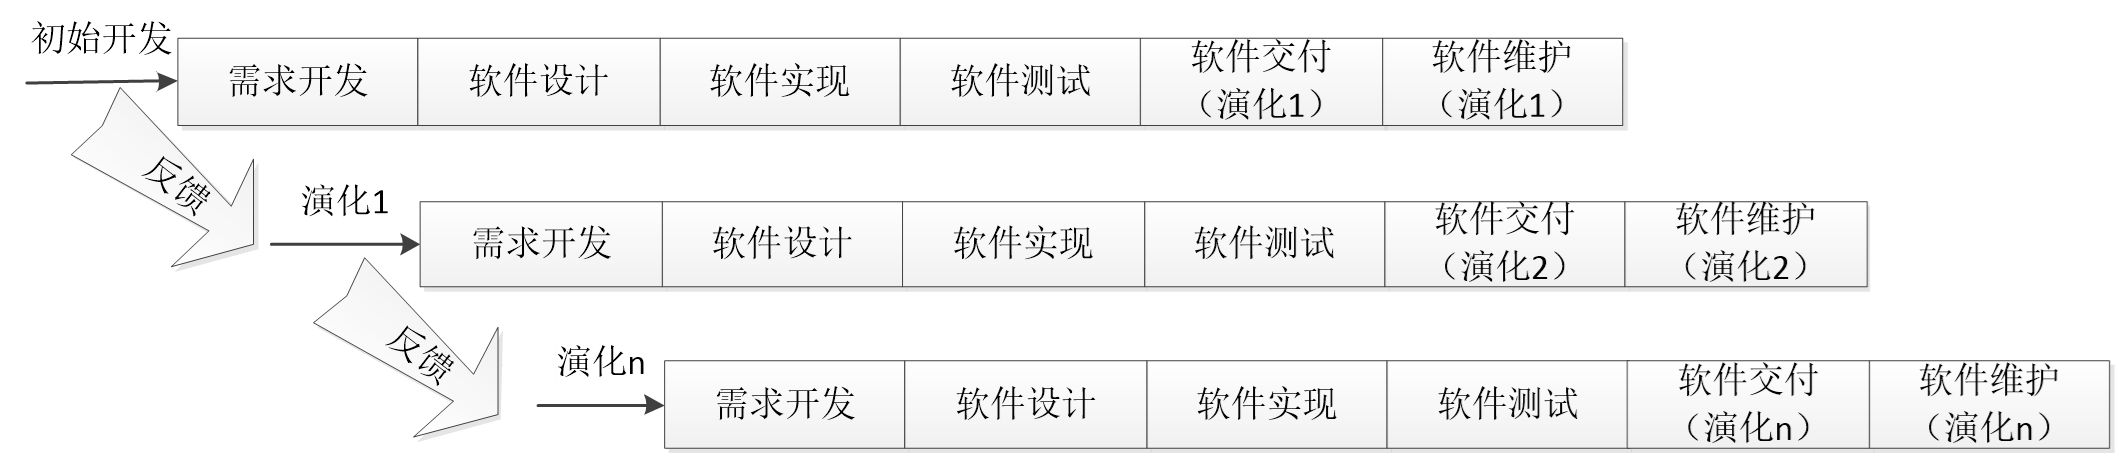 初始开发
需求开发
软件设计
软件实现
软件测试
软件交付
（演化1）
软件维护
（演化1）
反馈
演化1
需求开发
软件设计
软件实现
软件测试
软件交付
（演化2）
软件维护
（演化2）
反馈
演化n
需求开发
软件设计
软件实现
软件测试
软件交付
（演化n）
软件维护
（演化n）